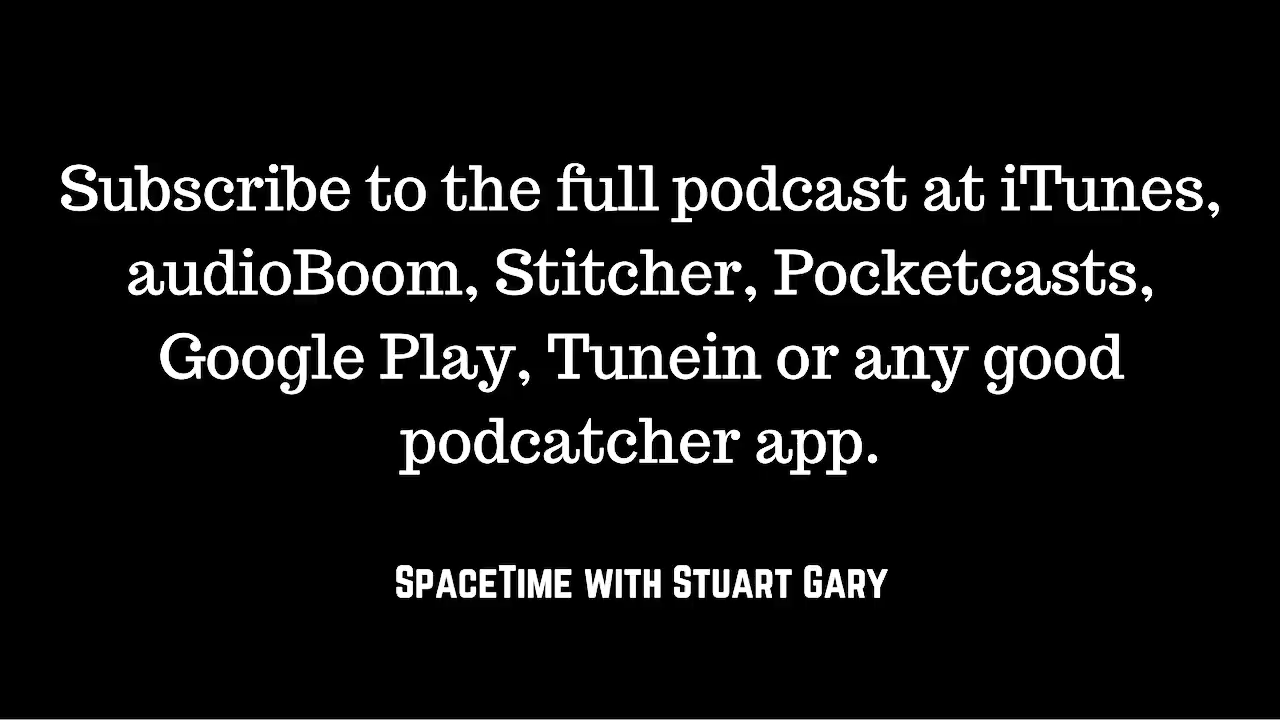 Subscribe to the full podcast at iTunes,
audioBoom, Stitcher, Pocketcasts,
Google Play, Tunein or any good
podcatcher app.
SpaceTime with Stuart Gary